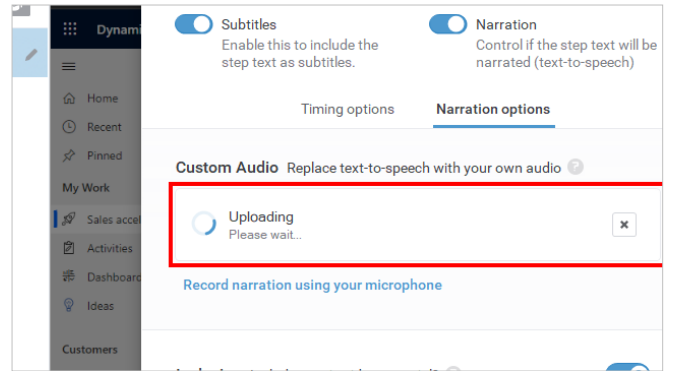 Dynami
Home
Recent
Pinned
My Work
Sales accel
Activities
Dashboard
Ideas
Customers
Subtitles
Enable this to include the
step text as subtitles.
Narration
Control if the step text will be
narrated (text-to-speech)
Timing options
Narration options
Custom Audio Replace text-to-speech with your own audio ?
Uploading
Please wait...
Record narration using your microphone